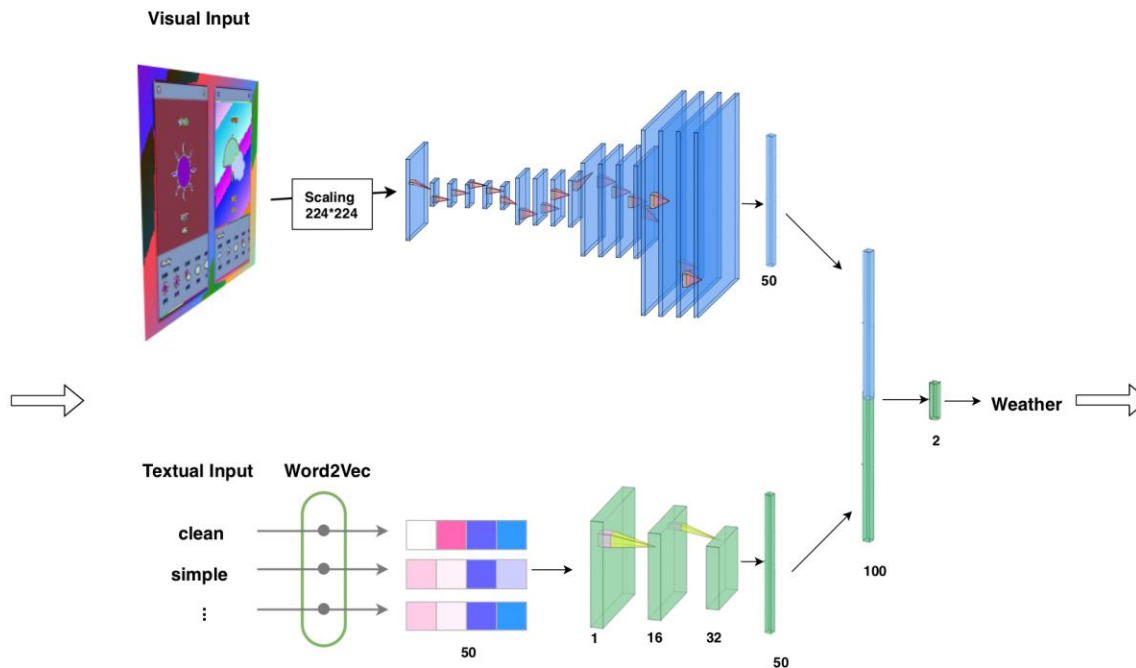 Visual Input
Scaling
224*224
50
100
2
Weather
Textual Input
Word2Vec
clean
simple
...
50
1
16
32
50